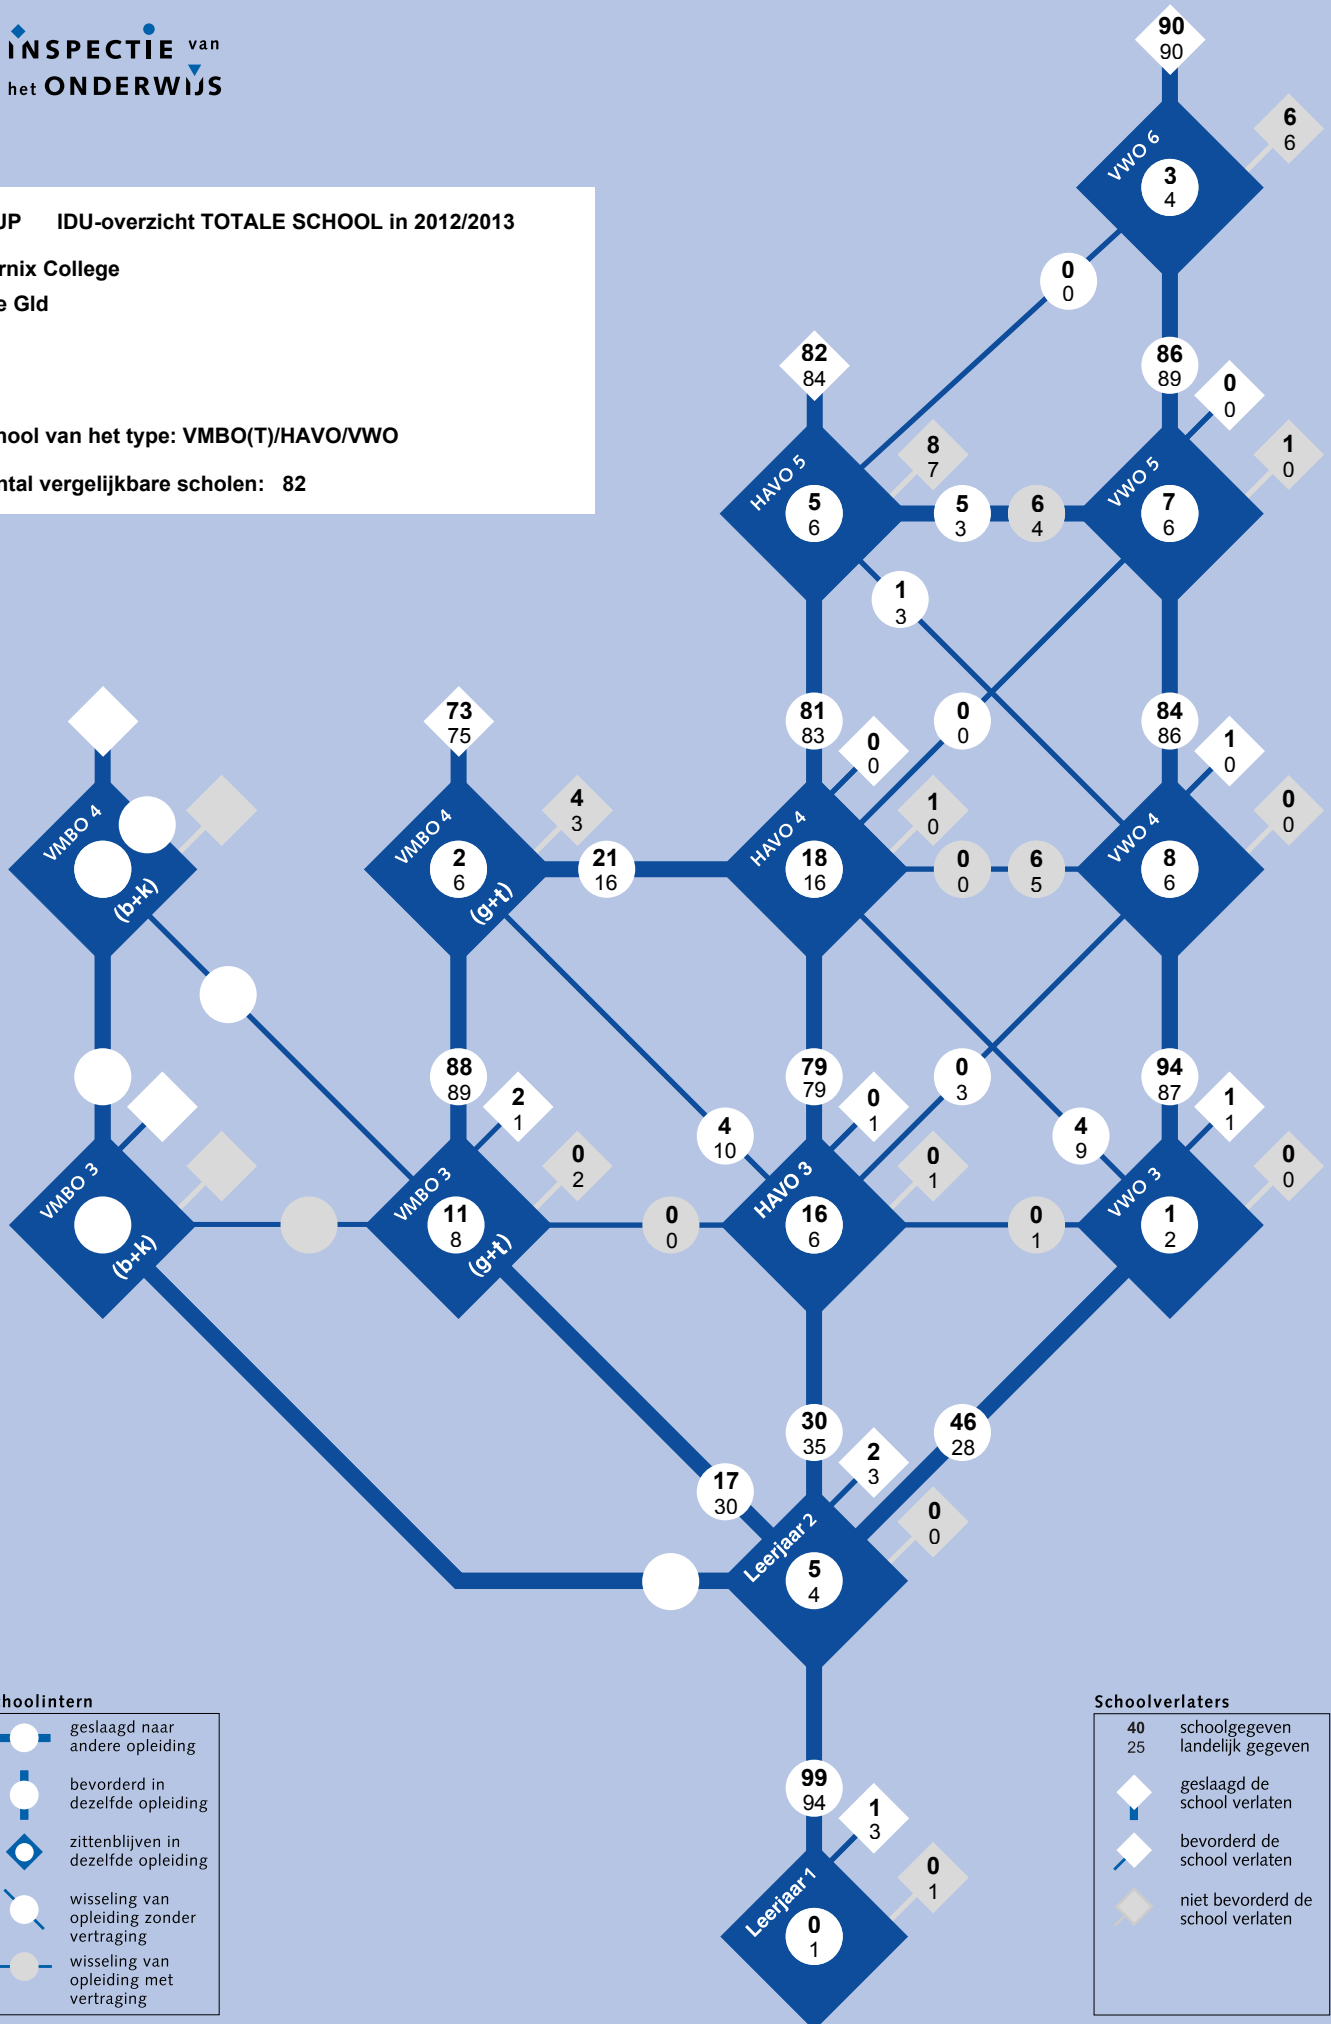 INSPECTIE van
het ONDERWIJS
90
90
6
6
VWO 6
3
4
JP IDU-overzicht TOTALE SCHOOL in 2012/2013
rnix College
e Gld
hool van het type: VMBO(T)/HAVO/VWO
ntal vergelijkbare scholen: 82
0
0
82
84
86
89
0
0
8
7
1
0
HAVO 5
5
6
5
3
6
4
VWO 5
7
6
1
3
73
75
81
83
0
0
0
0
84
86
1
0
4
3
1
0
0
0
VMBO 4
(b+k)
VMBO 4
2
6
(g+t)
21
16
HAVO 4
18
16
0
0
6
5
VWO 4
8
6
88
89
2
1
79
79
0
1
0
3
94
87
1
1
4
10
4
9
0
2
0
1
0
0
VMBO 3
(b+k)
VMBO 3
11
8
(g+t)
0
0
HAVO 3
16
6
0
1
VWO 3
1
2
30
35
46
28
2
3
17
30
0
0
Leerjaar 2
5
4
99
94
1
3
0
1
Leerjaar 1
0
1
hoolintern
geslaagd naar
andere opleiding
bevorderd in
dezelfde opleiding
zittenblijven in
dezelfde opleiding
wisseling van
opleiding zonder
vertraging
wisseling van
opleiding met
vertraging
Schoolverlaters
40 schoolgegeven
25 landelijk gegeven
geslaagd de
school verlaten
bevorderd de
school verlaten
niet bevorderd de
school verlaten